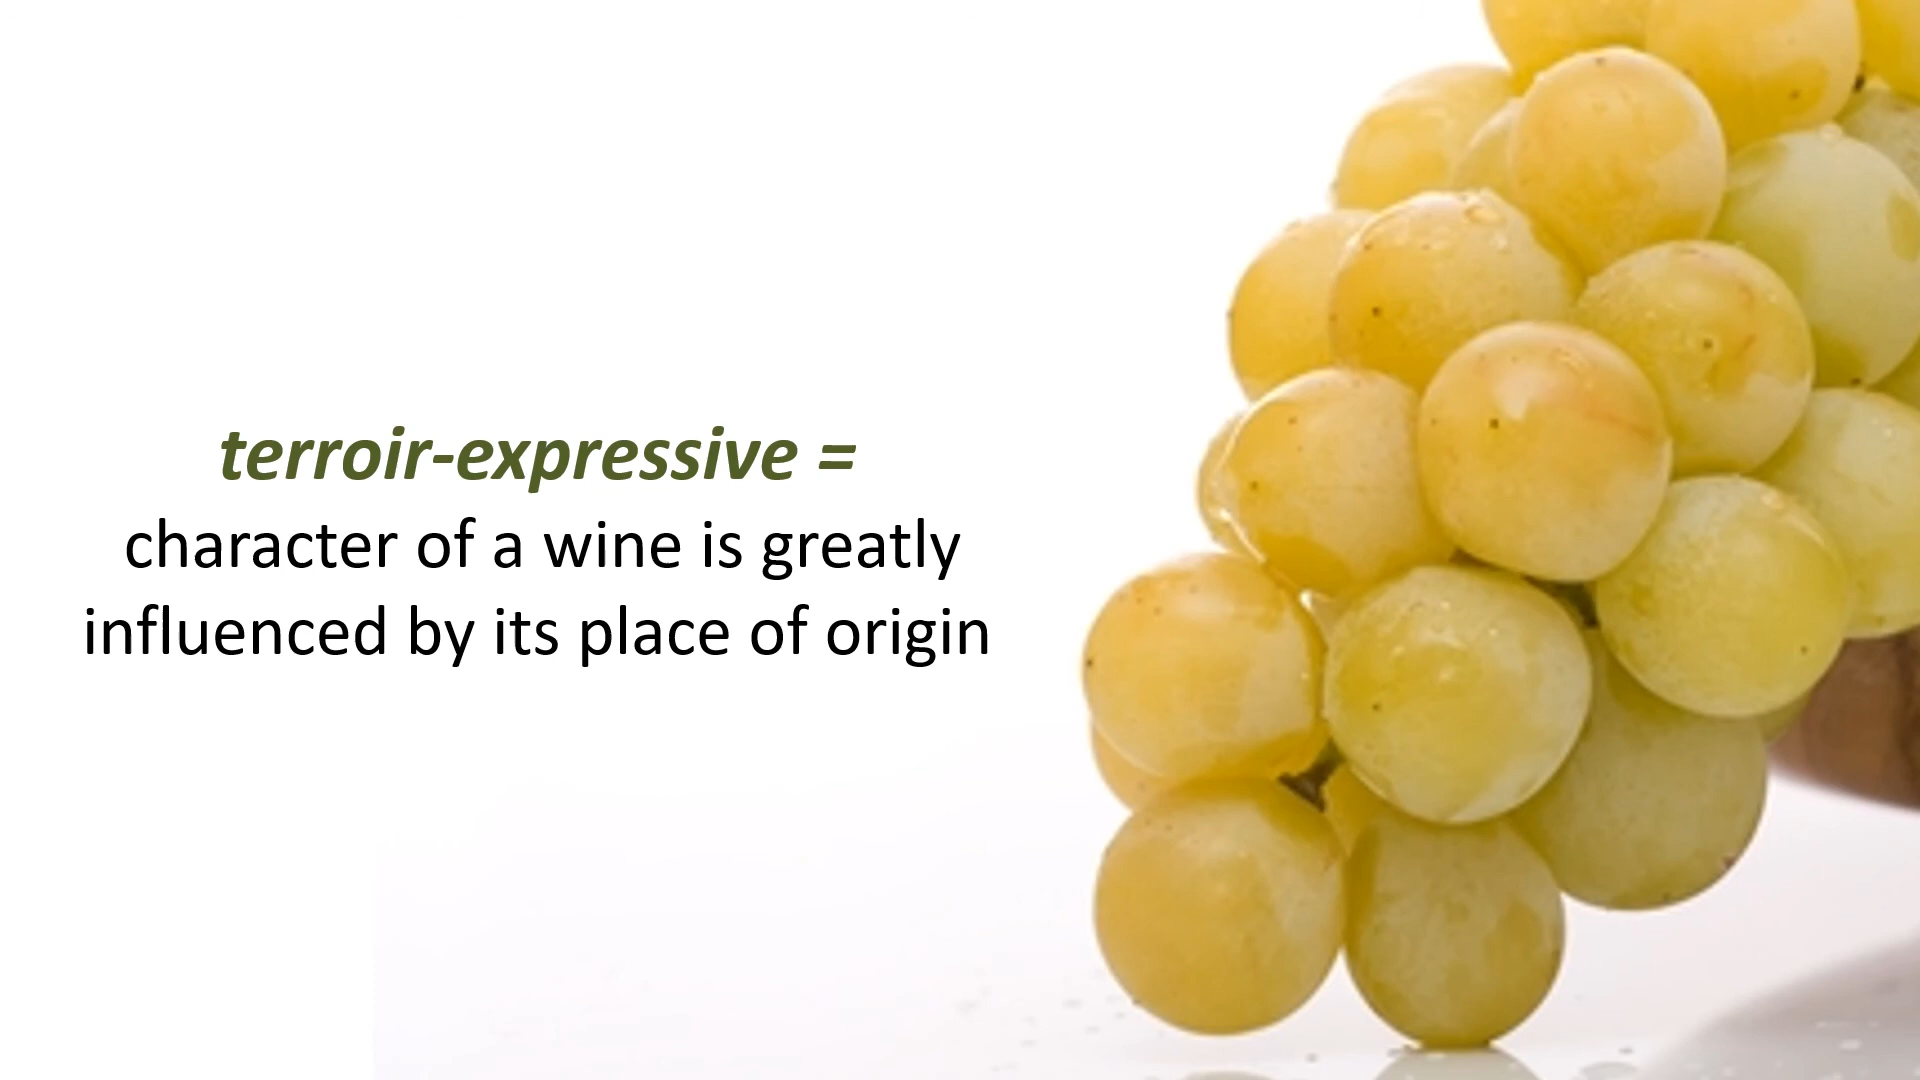 terroir-expressive =
character of a wine is greatly
influenced by its place of origin